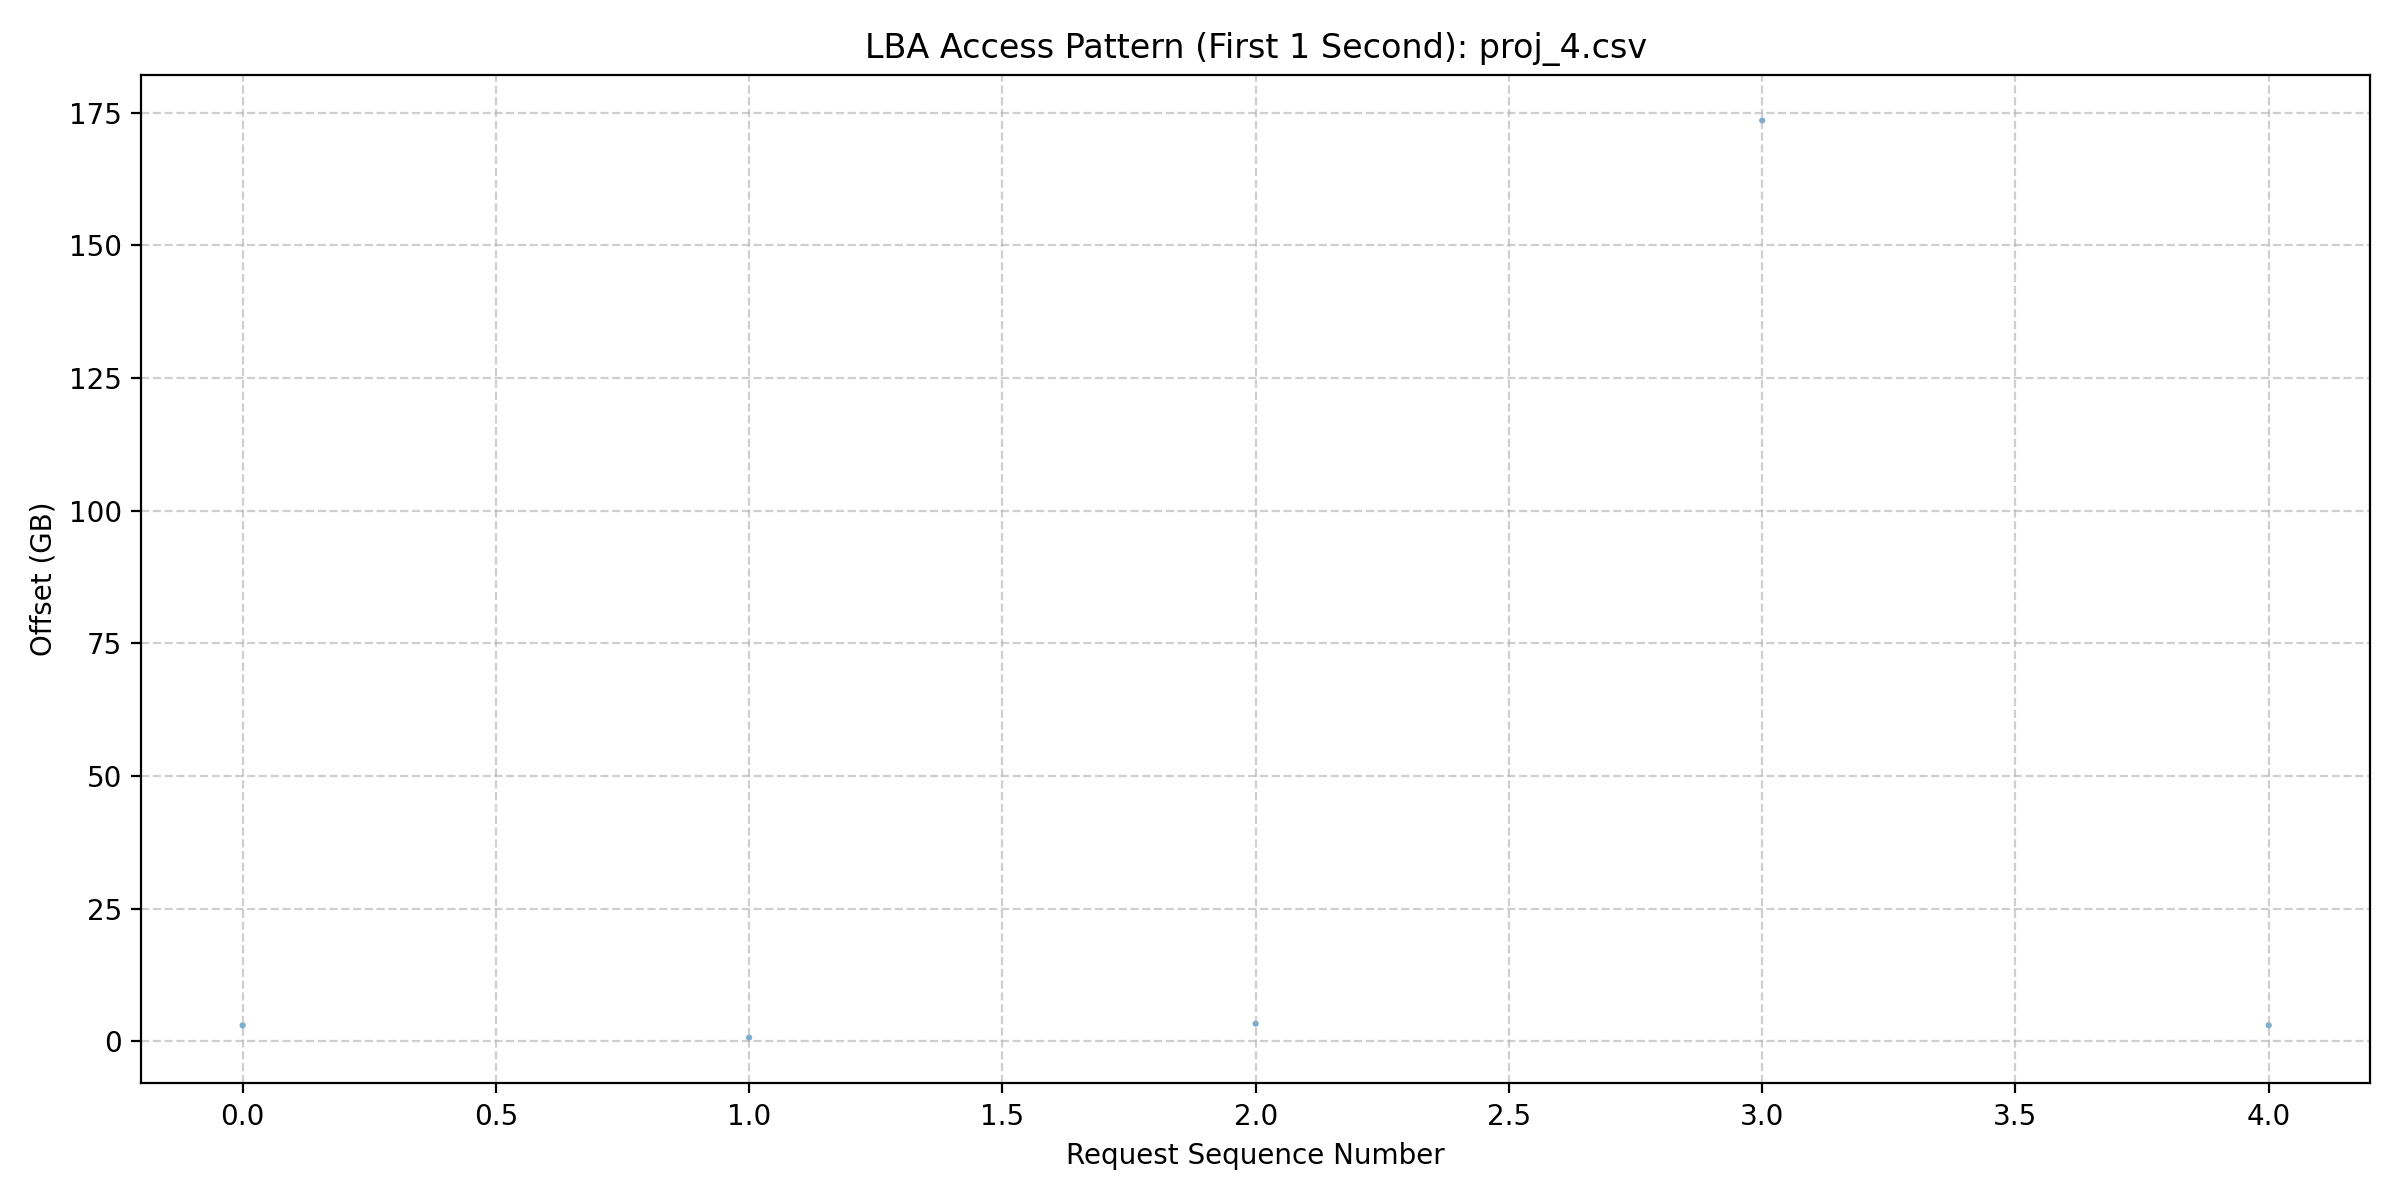 LBA Access Pattern (First 1 Second): proj_4.csv
175
150
125
100
75
50
25
0
Offset (GB)
0.0 0.5 1.0 1.5 2.0 2.5 3.0 3.5 4.0
Request Sequence Number